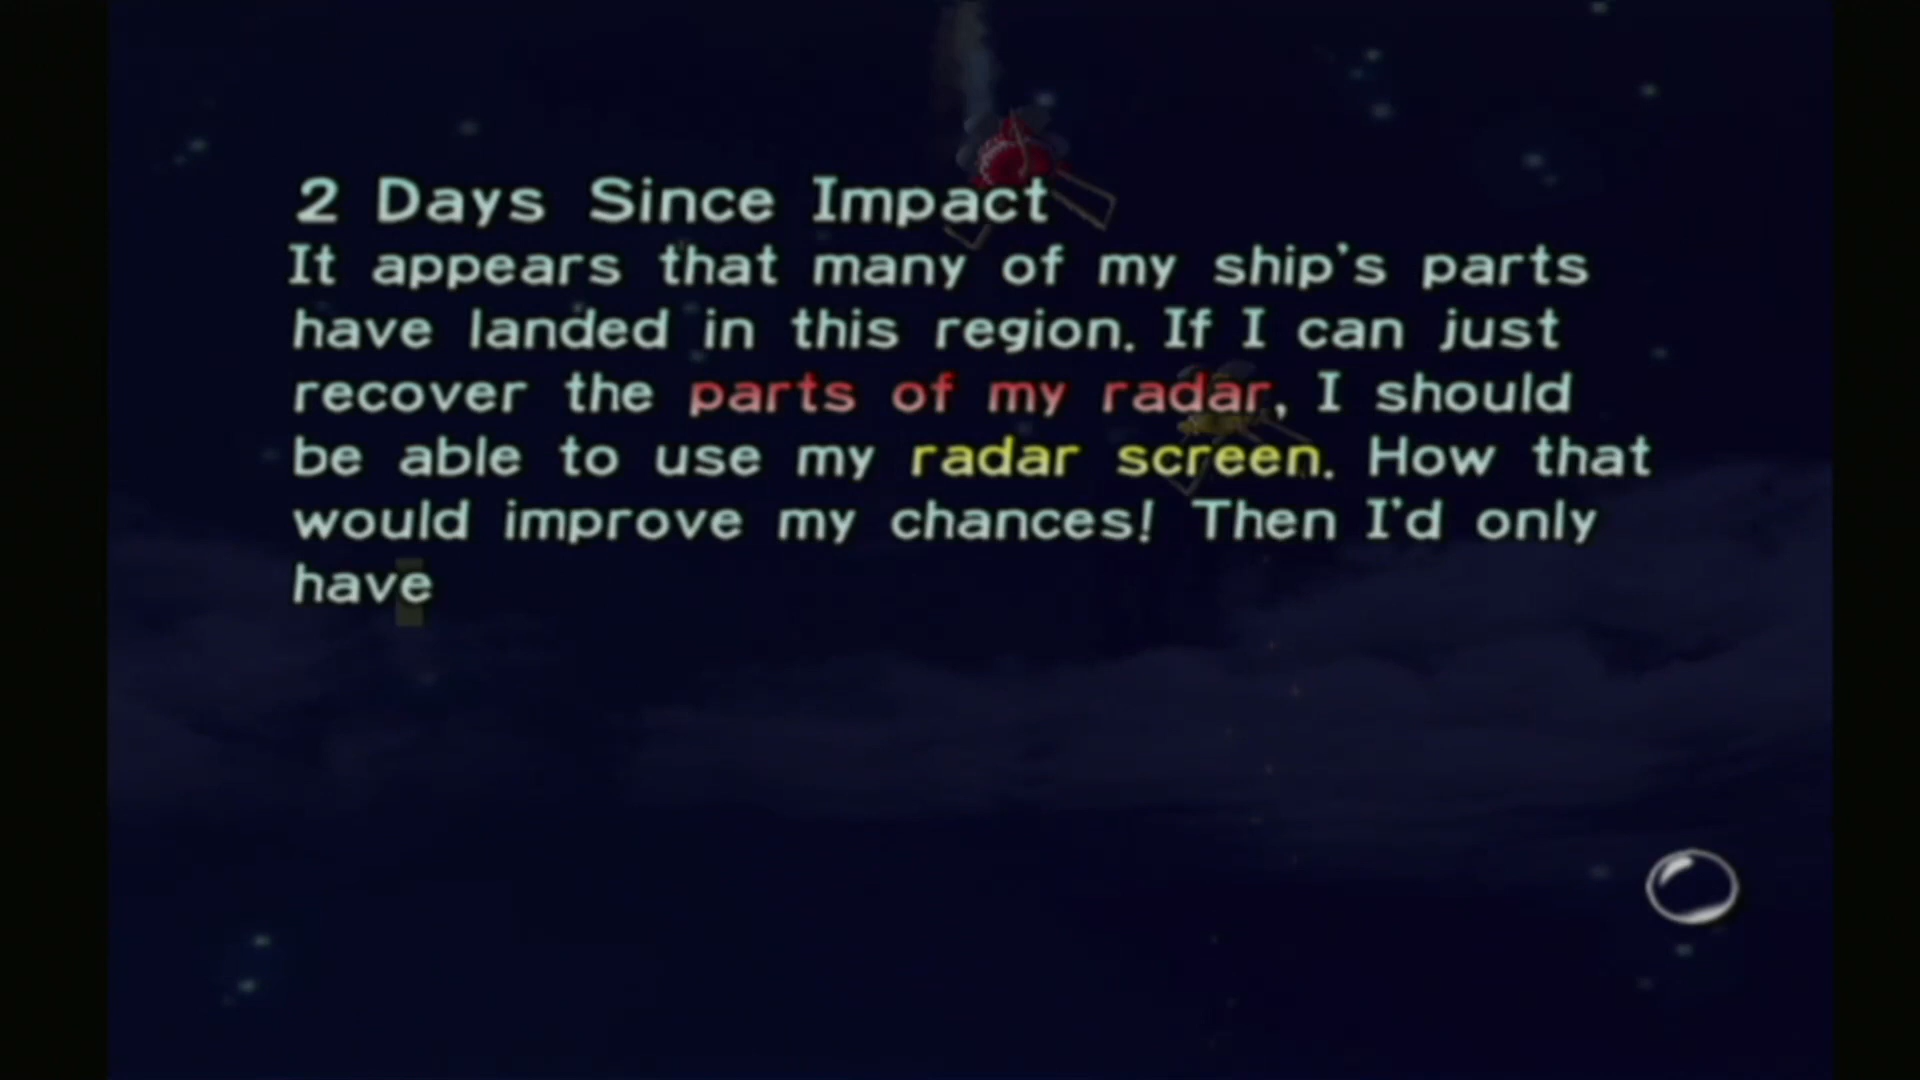 2 Days Since Impact
It appears that many of my ship's parts
have landed in this region. If I can just
recover the parts of my radar, I should
be able to use my radar screen. How that
would improve my chances! Then I'd only
have